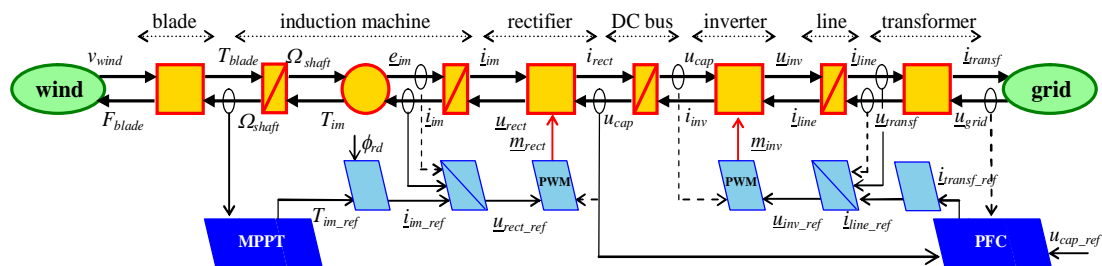 blade induction machine rectifier DC bus inverter line transformer
v_wind T_blade Ω_shaft e_im i_im i_rect u_cap u_inv i_line i_transf
wind grid
F_blade Ω_shaft T_im i_im u_rect u_cap i_inv i_line u_transf u_grid
ϕ_rd m_rect m_inv
PWM PWM i_transf_ref
T_im_ref i_im_ref u_rect_ref u_inv_ref i_line_ref
MPPT PFC u_cap_ref